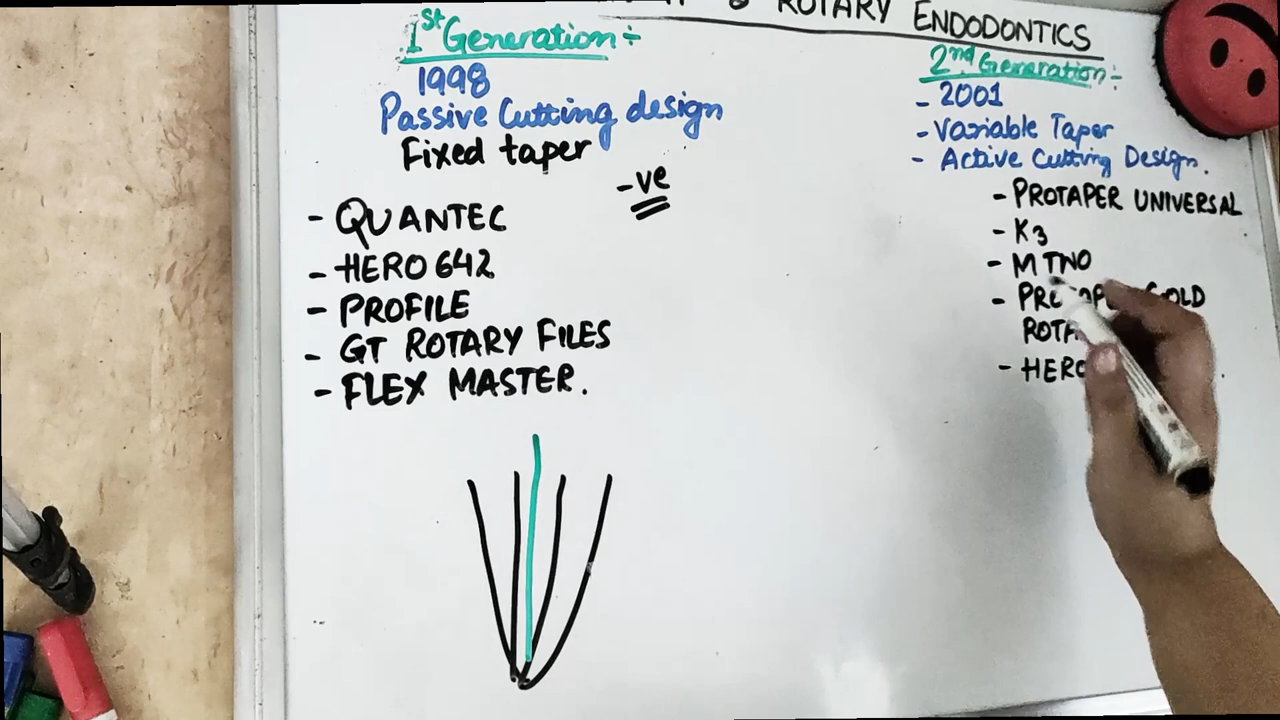 ROTARY ENDODONTICS
1st Generation :-
1998
Passive Cutting design
Fixed taper
-ve
- QUANTEC
- HERO 642
- PROFILE
- GT ROTARY FILES
- FLEX MASTER.
2nd Generation :-
- 2001
- Variable Taper
- Active Cutting Design.
- PROTAPER UNIVERSAL
- K3
- MTWO